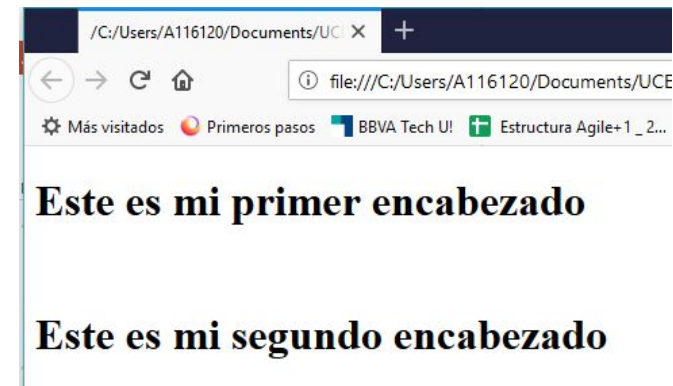 /C:/Users/A116120/Documents/UC
file:///C:/Users/A116120/Documents/UCE
Más visitados Primeros pasos BBVA Tech U! Estructura Agile+1 _ 2...
Este es mi primer encabezado
Este es mi segundo encabezado